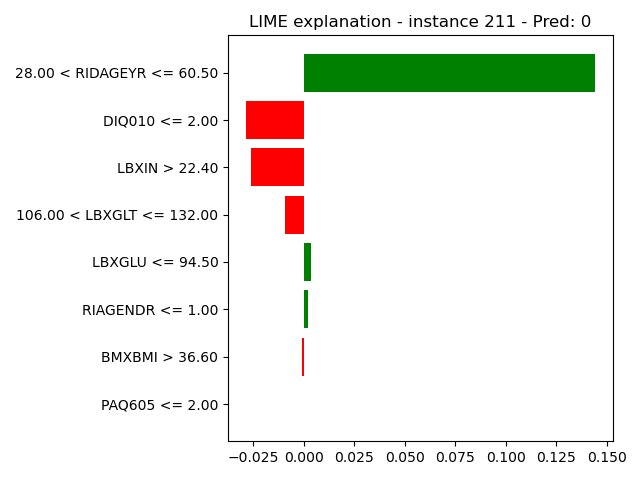 LIME explanation - instance 211 - Pred: 0
28.00 < RIDAGEYR <= 60.50
DIQ010 <= 2.00
LBXIN > 22.40
106.00 < LBXGLT <= 132.00
LBXGLU <= 94.50
RIAGENDR <= 1.00
BMXBMI > 36.60
PAQ605 <= 2.00
−0.025 0.000 0.025 0.050 0.075 0.100 0.125 0.150